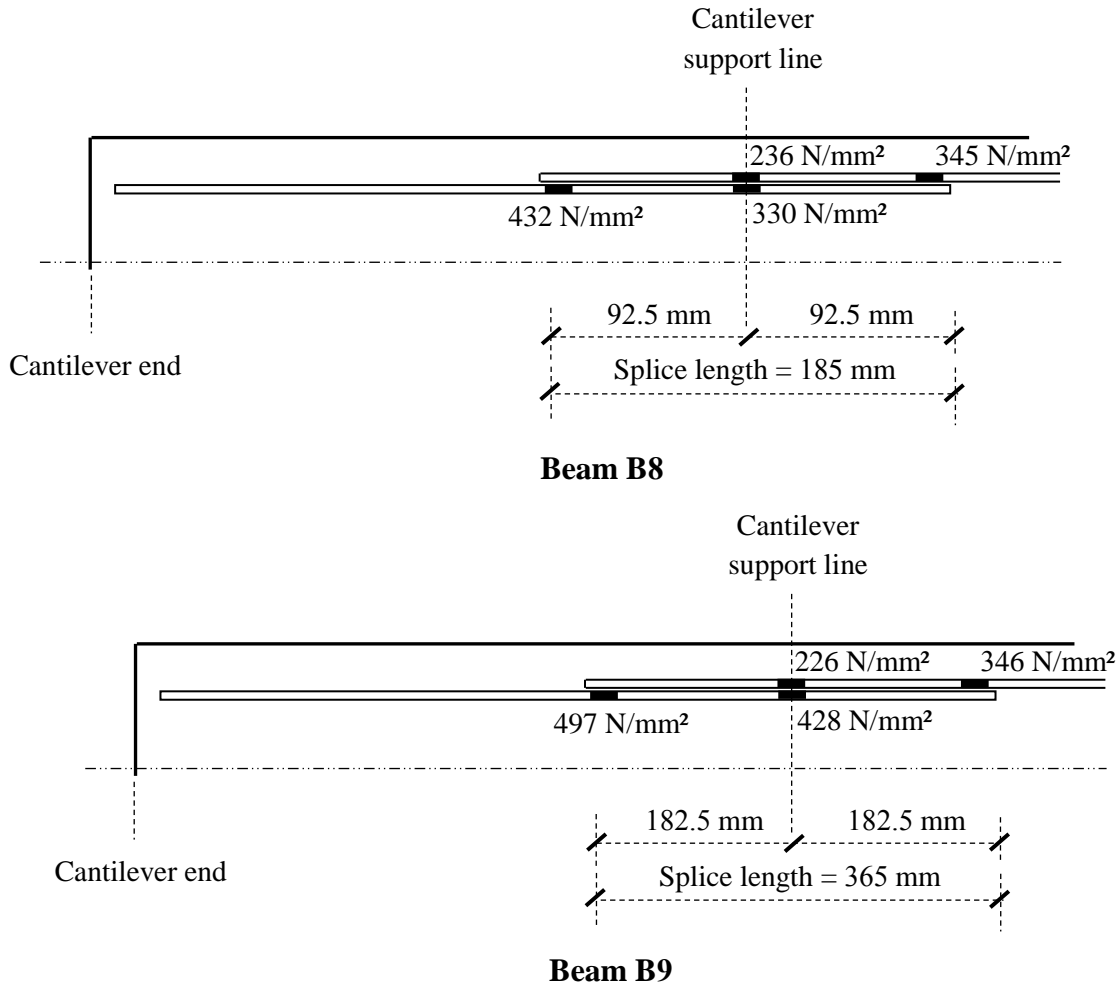 Cantilever
support line
236 N/mm²
345 N/mm²
432 N/mm²
330 N/mm²
92.5 mm
92.5 mm
Cantilever end
Splice length = 185 mm
Beam B8
Cantilever
support line
226 N/mm²
346 N/mm²
497 N/mm²
428 N/mm²
182.5 mm
182.5 mm
Cantilever end
Splice length = 365 mm
Beam B9